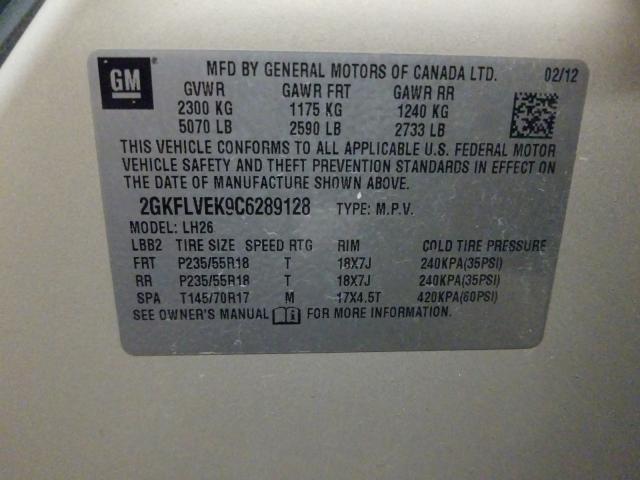 GM MFD BY GENERAL MOTORS OF CANADA LTD. 02/12
GVWR GAWR FRT GAWR RR
2300 KG 1175 KG 1240 KG
5070 LB 2590 LB 2733 LB
THIS VEHICLE CONFORMS TO ALL APPLICABLE U.S. FEDERAL MOTOR
VEHICLE SAFETY AND THEFT PREVENTION STANDARDS IN EFFECT ON
THE DATE OF MANUFACTURE SHOWN ABOVE.
2GKFLVEK9C6289128 TYPE: M.P.V.
MODEL: LH26
LBB2 TIRE SIZE SPEED RTG RIM COLD TIRE PRESSURE
FRT P235/55R18 T 18X7J 240KPA(35PSI)
RR P235/55R18 T 18X7J 240KPA(35PSI)
SPA T145/70R17 M 17X4.5T 420KPA(60PSI)
SEE OWNER'S MANUAL FOR MORE INFORMATION.